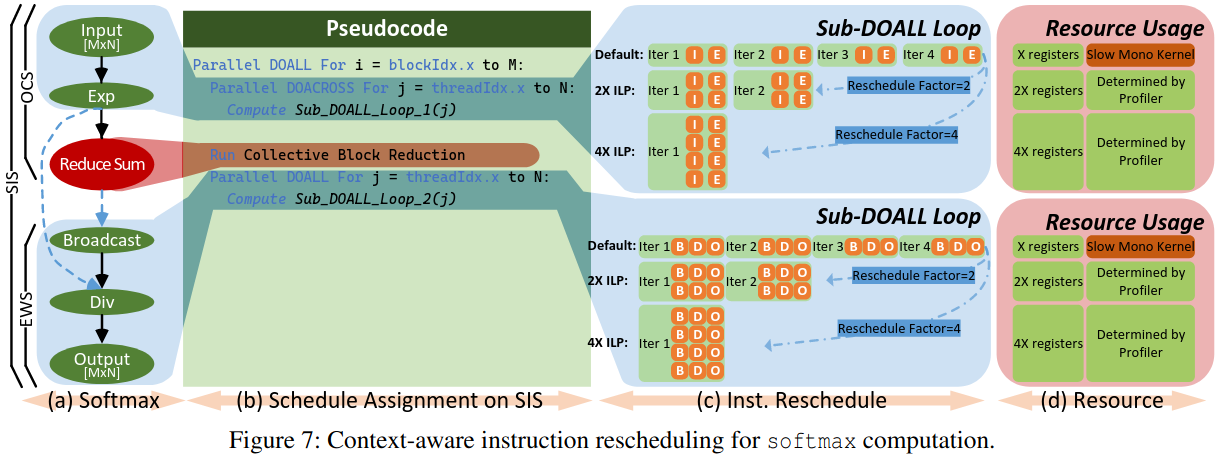 SIS
OCS
EWS
Input
[MxN]
Exp
Reduce Sum
Broadcast
Div
Output
[MxN]
(a) Softmax
Pseudocode
Parallel DOALL For i = blockIdx.x to M:
Parallel DOACROSS For j = threadIdx.x to N:
Compute Sub_DOALL_Loop_1(j)
Run Collective Block Reduction
Parallel DOALL For j = threadIdx.x to N:
Compute Sub_DOALL_Loop_2(j)
(b) Schedule Assignment on SIS
Sub-DOALL Loop
Default: Iter 1 I E Iter 2 I E Iter 3 I E Iter 4 I E
2X ILP: Iter 1 I E Iter 2 I E Reschedule Factor=2
I E I E
Reschedule Factor=4
I E
I E
4X ILP: Iter 1
I E
I E
Sub-DOALL Loop
Default: Iter 1 B D O Iter 2 B D O Iter 3 B D O Iter 4 B D O
2X ILP: Iter 1 B D O Iter 2 B D O Reschedule Factor=2
B D O B D O
Reschedule Factor=4
B D O
B D O
4X ILP: Iter 1
B D O
B D O
(c) Inst. Reschedule
Resource Usage
X registers Slow Mono Kernel
2X registers Determined by
Profiler
4X registers Determined by
Profiler
Resource Usage
X registers Slow Mono Kernel
2X registers Determined by
Profiler
4X registers Determined by
Profiler
(d) Resource
Figure 7: Context-aware instruction rescheduling for softmax computation.